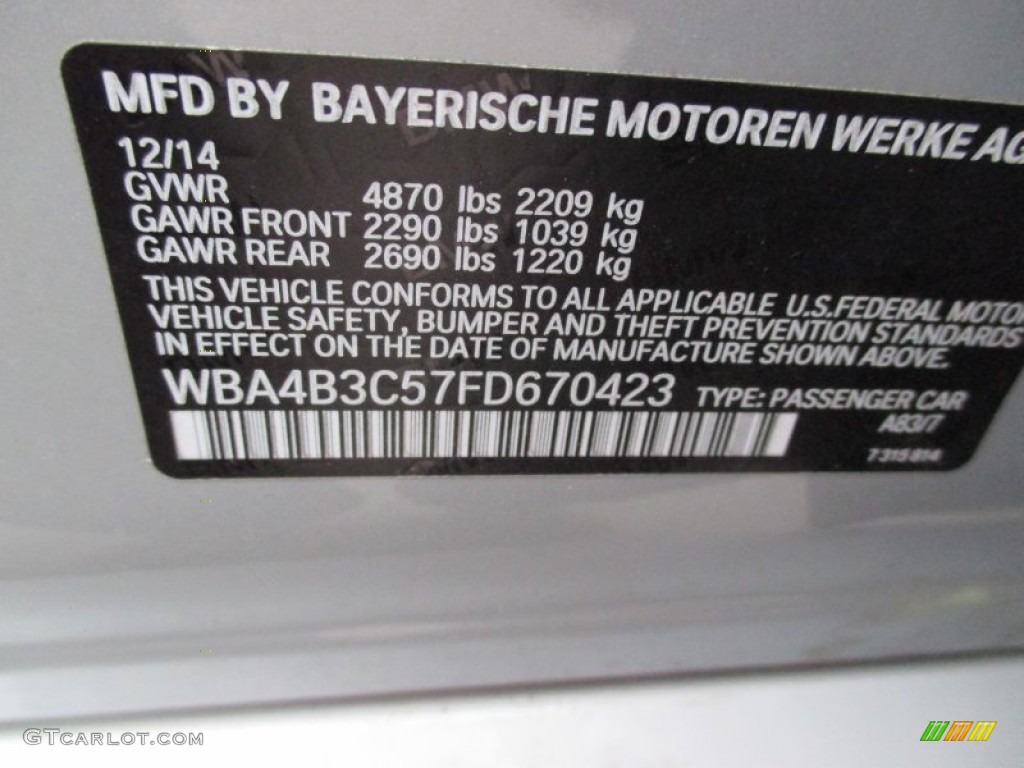 MFD BY BAYERISCHE MOTOREN WERKE AG
12/14
GVWR 4870 lbs 2209 kg
GAWR FRONT 2290 lbs 1039 kg
GAWR REAR 2690 lbs 1220 kg
THIS VEHICLE CONFORMS TO ALL APPLICABLE U.S.FEDERAL MOTOR
VEHICLE SAFETY, BUMPER AND THEFT PREVENTION STANDARDS
IN EFFECT ON THE DATE OF MANUFACTURE SHOWN ABOVE.
WBA4B3C57FD670423 TYPE: PASSENGER CAR
A83/7
7 315 814
GTCARLOT.COM